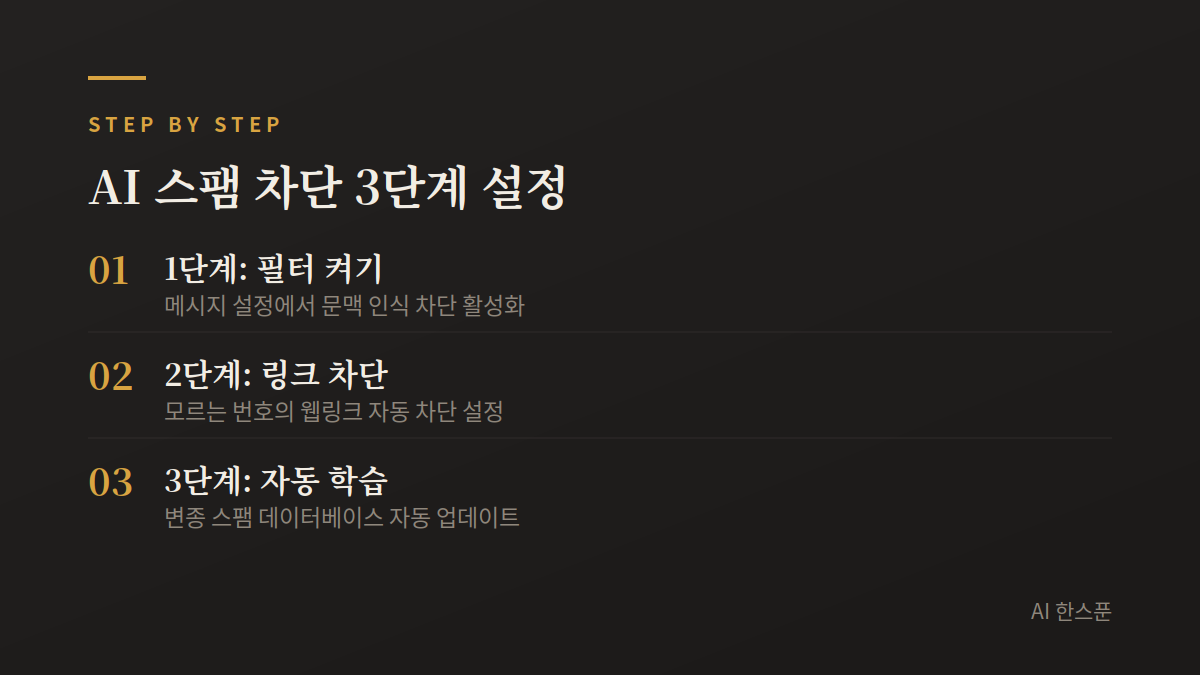 STEP BY STEP
AI 스팸 차단 3단계 설정
01
1단계: 필터 켜기
메시지 설정에서 문맥 인식 차단 활성화
02
2단계: 링크 차단
모르는 번호의 웹링크 자동 차단 설정
03
3단계: 자동 학습
변종 스팸 데이터베이스 자동 업데이트
AI 한스푼